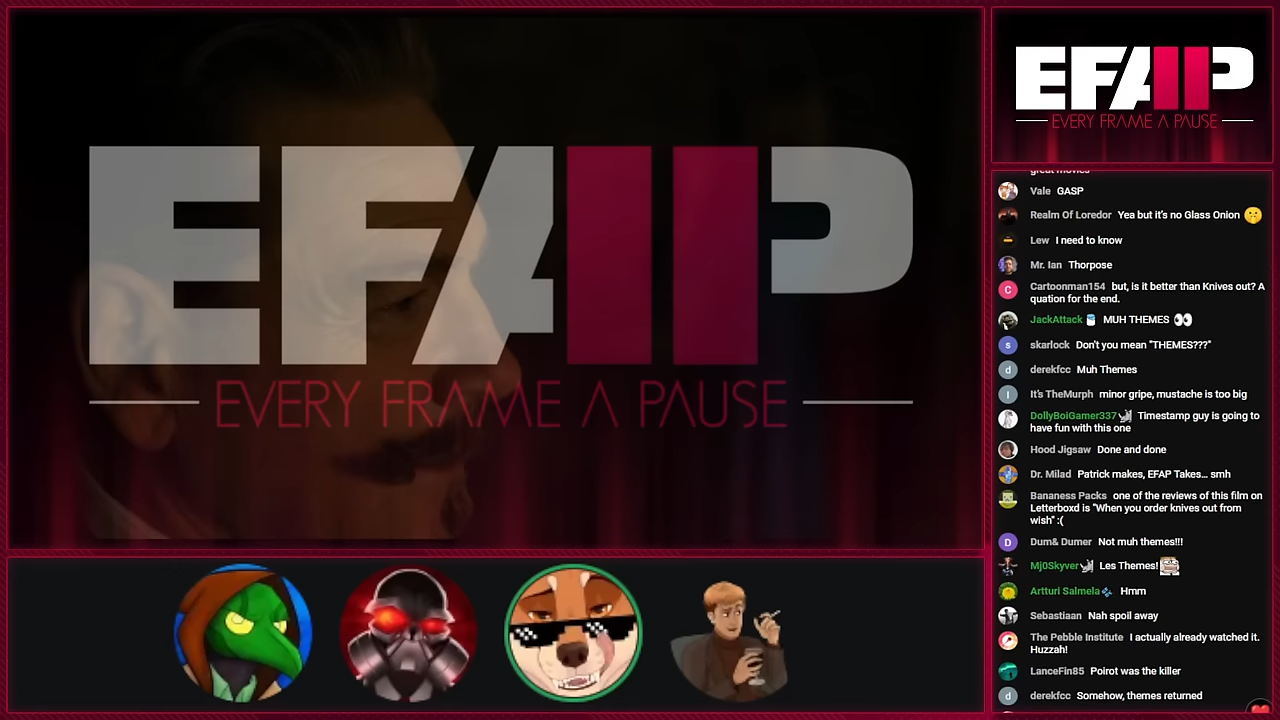 EFAP
EVERY FRAME A PAUSE
EFAP
EVERY FRAME A PAUSE
great movies
Vale GASP
Realm Of Loredor Yea but it's no Glass Onion 🤫
Lew I need to know
Mr. Ian Thorpose
C
Cartoonman154 but, is it better than Knives out? A
quation for the end.
JackAttack MUH THEMES 👀
s
skarlock Don't you mean "THEMES???"
d
derekfcc Muh Themes
I
It's TheMurph minor gripe, mustache is too big
DollyBoiGamer337 Timestamp guy is going to
have fun with this one
Hood Jigsaw Done and done
Dr. Milad Patrick makes, EFAP Takes... smh
Bananess Packs one of the reviews of this film on
Letterboxd is "When you order knives out from
wish" :(
D
Dum& Dumer Not muh themes!!!
Mj0Skyver Les Themes!
Artturi Salmela Hmm
Sebastiaan Nah spoil away
The Pebble Institute I actually already watched it.
Huzzah!
LanceFin85 Poirot was the killer
d
derekfcc Somehow, themes returned